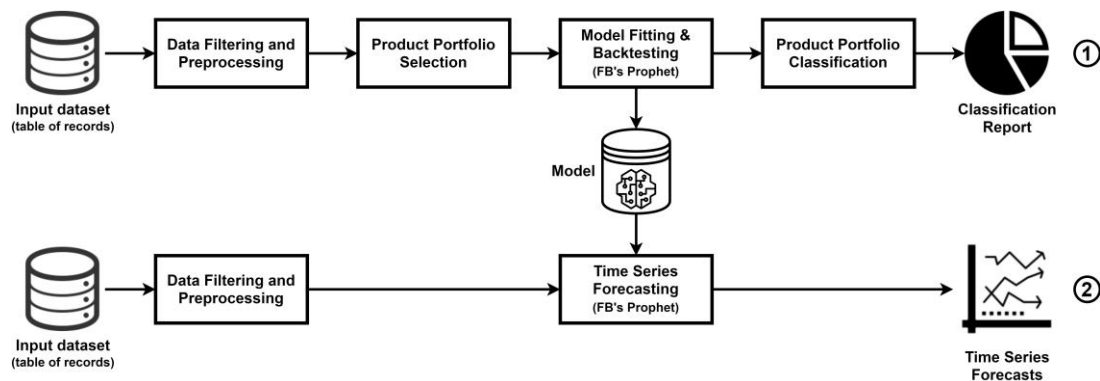 Data Filtering and
Preprocessing
Product Portfolio
Selection
Model Fitting &
Backtesting
(FB's Prophet)
Product Portfolio
Classification
1
Input dataset
(table of records)
Classification
Report
Model
Data Filtering and
Preprocessing
Time Series
Forecasting
(FB's Prophet)
2
Input dataset
(table of records)
Time Series
Forecasts